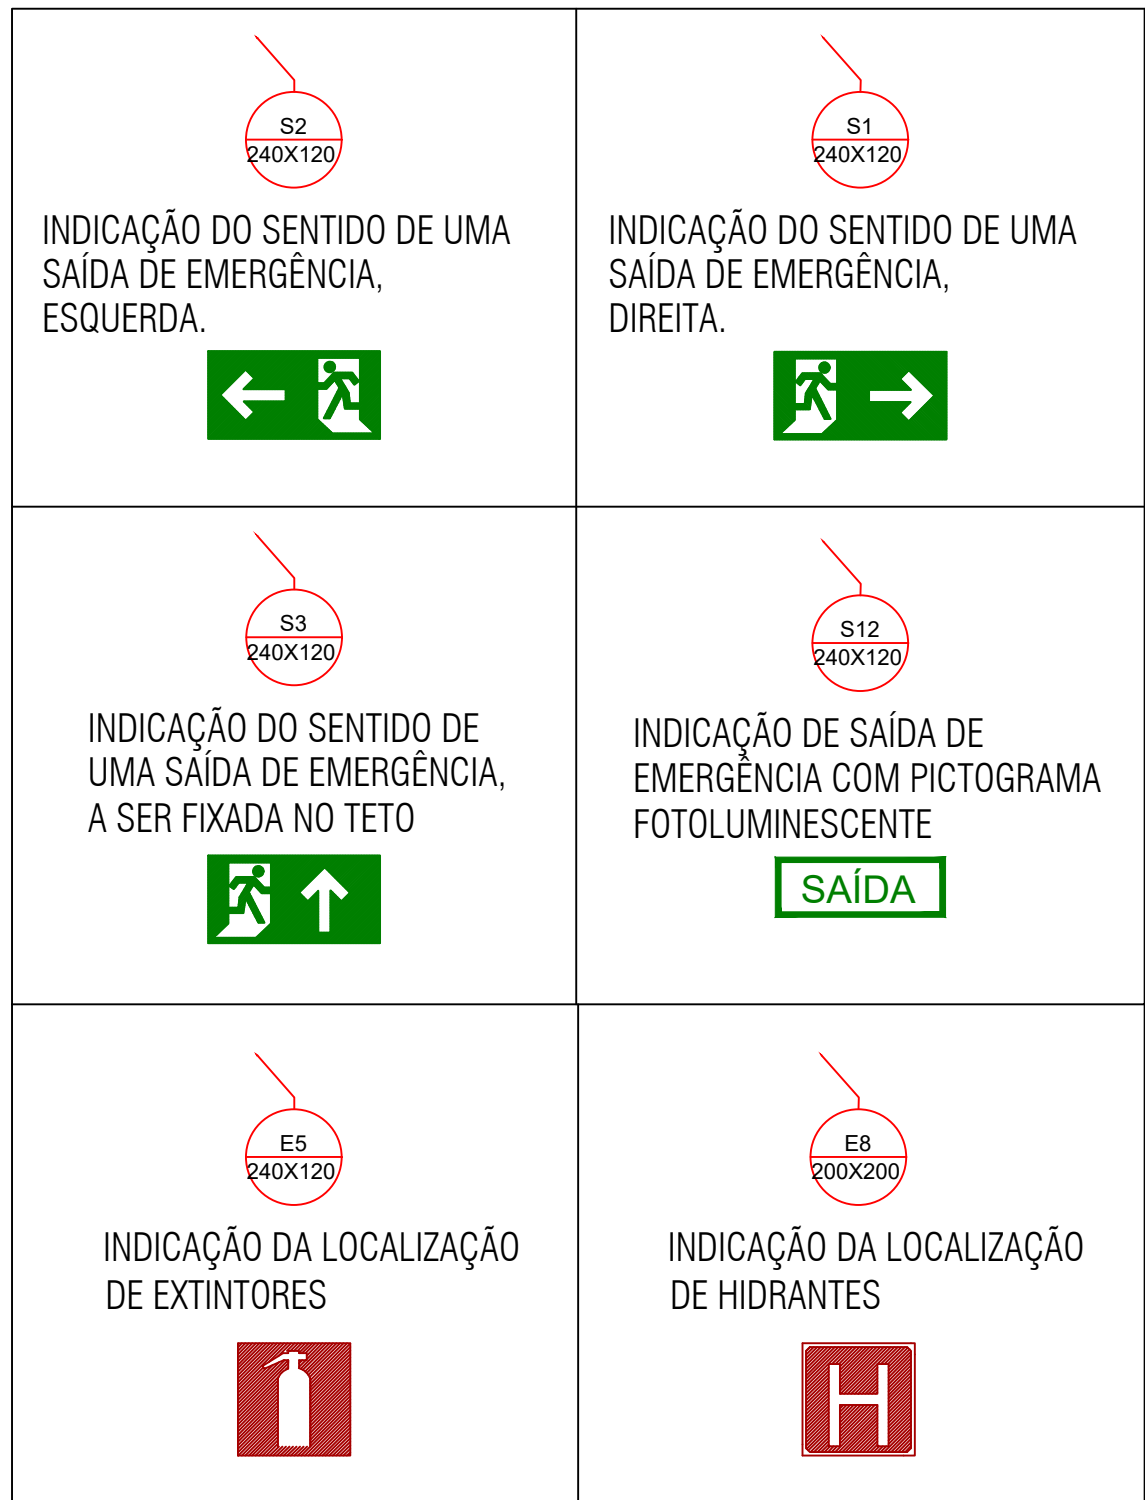 S2
240X120
INDICAÇÃO DO SENTIDO DE UMA
SAÍDA DE EMERGÊNCIA,
ESQUERDA.
S1
240X120
INDICAÇÃO DO SENTIDO DE UMA
SAÍDA DE EMERGÊNCIA,
DIREITA.
S3
240X120
INDICAÇÃO DO SENTIDO DE
UMA SAÍDA DE EMERGÊNCIA,
A SER FIXADA NO TETO
S12
240X120
INDICAÇÃO DE SAÍDA DE
EMERGÊNCIA COM PICTOGRAMA
FOTOLUMINESCENTE
SAÍDA
E5
240X120
INDICAÇÃO DA LOCALIZAÇÃO
DE EXTINTORES
E8
200X200
INDICAÇÃO DA LOCALIZAÇÃO
DE HIDRANTES
H